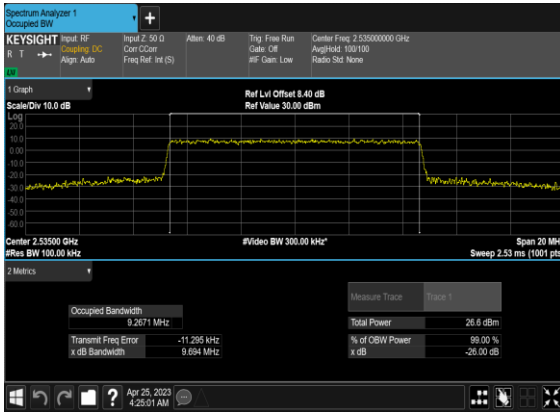 Spectrum Analyzer 1
Occupied BW
KEYSIGHT
R T
LXI
Input: RF
Coupling: DC
Align: Auto
Input Z: 50 Ω
Corr CCorr
Freq Ref: Int (S)
Atten: 40 dB
Trig: Free Run
Gate: Off
#IF Gain: Low
Center Freq: 2.535000000 GHz
Avg|Hold: 100/100
Radio Std: None
1 Graph
Scale/Div 10.0 dB
Ref Lvl Offset 8.40 dB
Ref Value 30.00 dBm
Log
20.0
10.0
0.00
-10.0
-20.0
-30.0
-40.0
-50.0
-60.0
Center 2.53500 GHz
#Res BW 100.00 kHz
#Video BW 300.00 kHz*
Span 20 MH
Sweep 2.53 ms (1001 pts
2 Metrics
Measure Trace Trace 1
Occupied Bandwidth
9.2671 MHz
Total Power 26.6 dBm
Transmit Freq Error -11.295 kHz
% of OBW Power 99.00 %
x dB Bandwidth 9.694 MHz
x dB -26.00 dB
?
Apr 25, 2023
4:25:01 AM